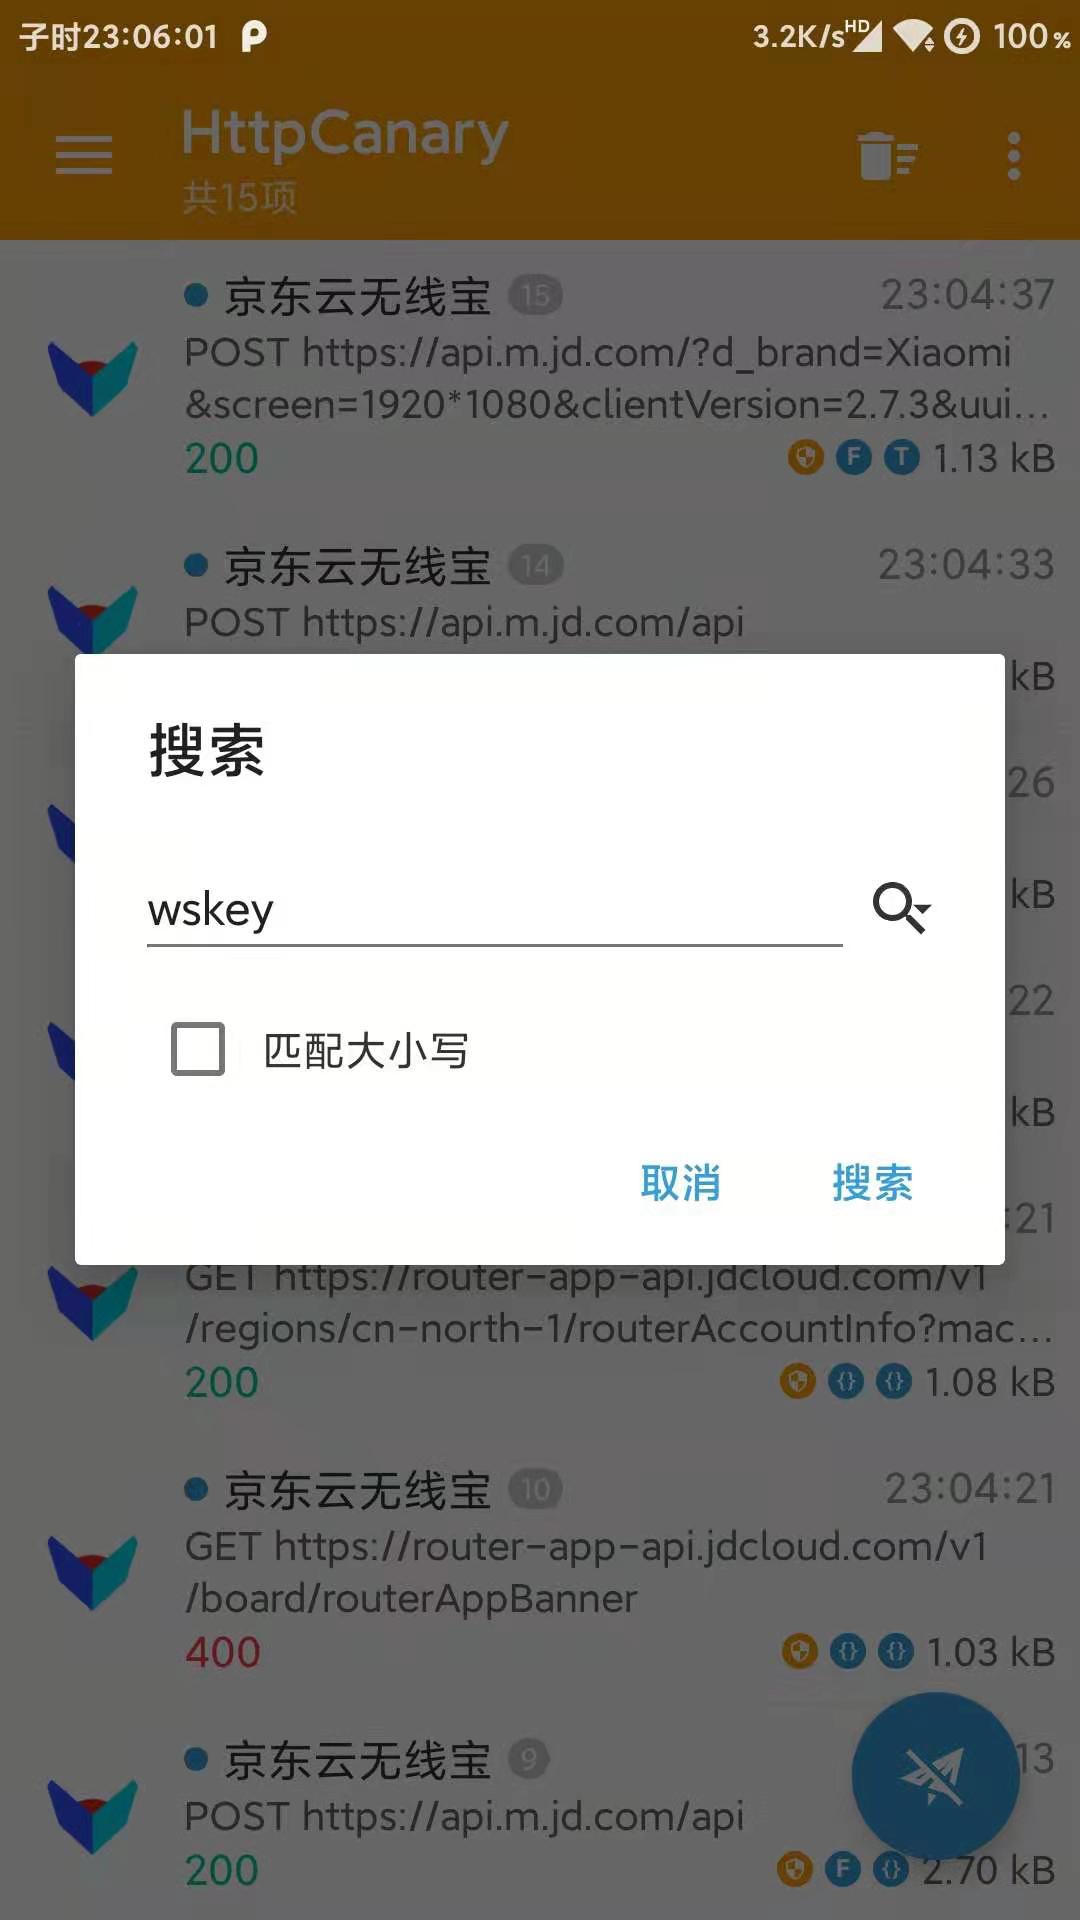 子时23:06:01
3.2K/s HD 100%
HttpCanary
共15项
京东云无线宝 15 23:04:37
POST https://api.m.jd.com/?d_brand=Xiaomi
&screen=1920*1080&clientVersion=2.7.3&uui...
200 F T 1.13 kB
京东云无线宝 14 23:04:33
POST https://api.m.jd.com/api
kB
搜索
26
wskey
kB
22
匹配大小写
kB
取消 搜索
:21
GET https://router-app-api.jdcloud.com/v1
/regions/cn-north-1/routerAccountInfo?mac...
200 {} {} 1.08 kB
京东云无线宝 10 23:04:21
GET https://router-app-api.jdcloud.com/v1
/board/routerAppBanner
400 {} {} 1.03 kB
京东云无线宝 9 13
POST https://api.m.jd.com/api
200 F {} 2.70 kB